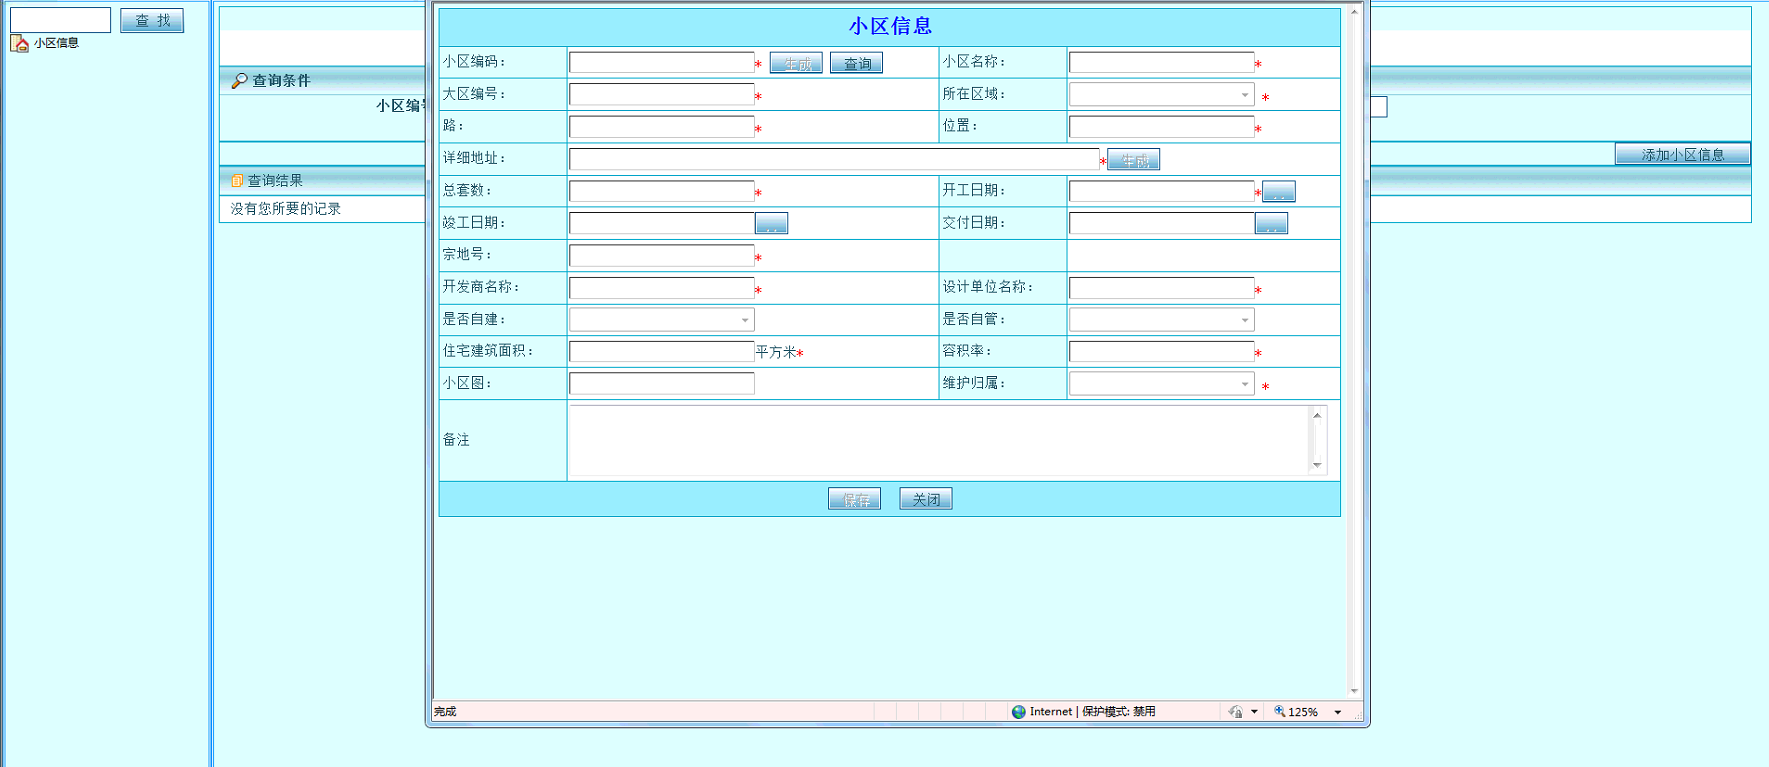 查 找
小区信息
查询条件
小区编号
添加小区信息
查询结果
没有您所要的记录
小区信息
小区编码： * 生成 查询 小区名称： *
大区编号： * 所在区域： *
路： * 位置： *
详细地址： * 生成
总套数： * 开工日期： * ...
竣工日期： ... 交付日期： ...
宗地号： *
开发商名称： * 设计单位名称： *
是否自建： 是否自管：
住宅建筑面积： 平方米* 容积率： *
小区图： 维护归属： *
备注
保存 关闭
完成 Internet | 保护模式: 禁用 125%